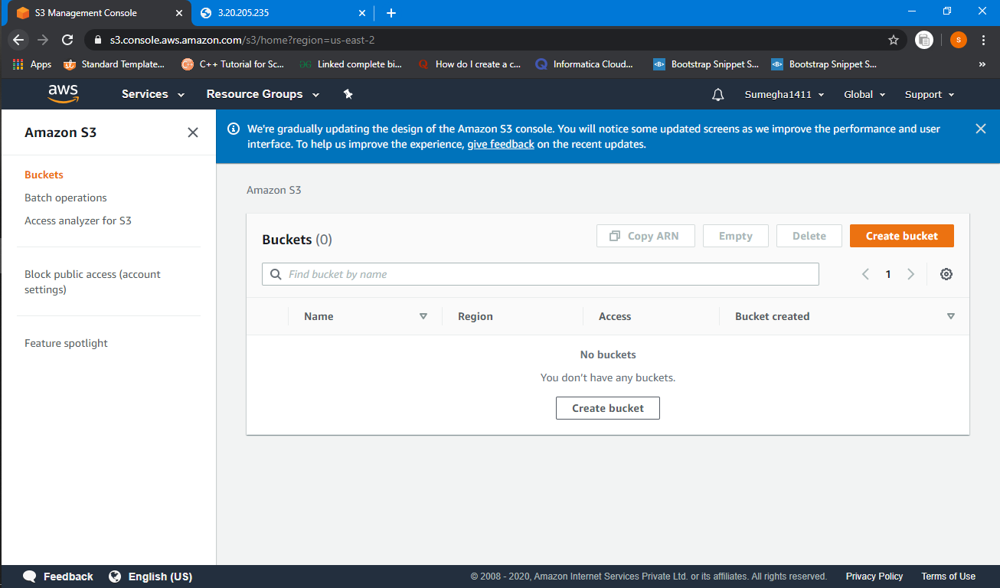 S3 Management Console
3.20.205.235
s3.console.aws.amazon.com/s3/home?region=us-east-2
S
Apps
Standard Template...
C++ Tutorial for Sc...
Linked complete bi...
How do I create a c...
Informatica Cloud...
Bootstrap Snippet S...
Bootstrap Snippet S...
»
aws
Services
Resource Groups
Sumegha1411
Global
Support
Amazon S3
We're gradually updating the design of the Amazon S3 console. You will notice some updated screens as we improve the performance and user
interface. To help us improve the experience, give feedback on the recent updates.
Buckets
Batch operations
Access analyzer for S3
Block public access (account
settings)
Feature spotlight
Amazon S3
Buckets (0)
Copy ARN
Empty
Delete
Create bucket
Find bucket by name
1
Name
Region
Access
Bucket created
No buckets
You don't have any buckets.
Create bucket
Feedback
English (US)
© 2008 - 2020, Amazon Internet Services Private Ltd. or its affiliates. All rights reserved.
Privacy Policy
Terms of Use